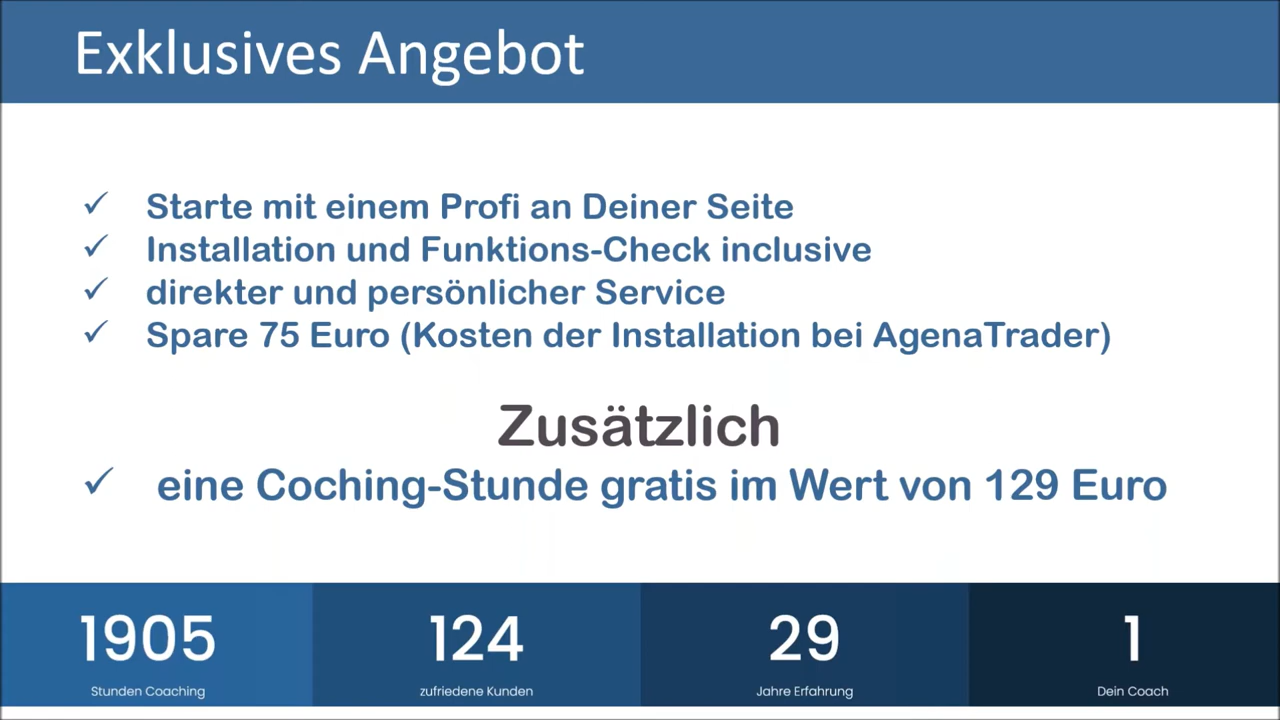 Exklusives Angebot
✓ Starte mit einem Profi an Deiner Seite
✓ Installation und Funktions-Check inclusive
✓ direkter und persönlicher Service
✓ Spare 75 Euro (Kosten der Installation bei AgenaTrader)
Zusätzlich
✓ eine Coching-Stunde gratis im Wert von 129 Euro
1905 124 29 1
Stunden Coaching zufriedene Kunden Jahre Erfahrung Dein Coach